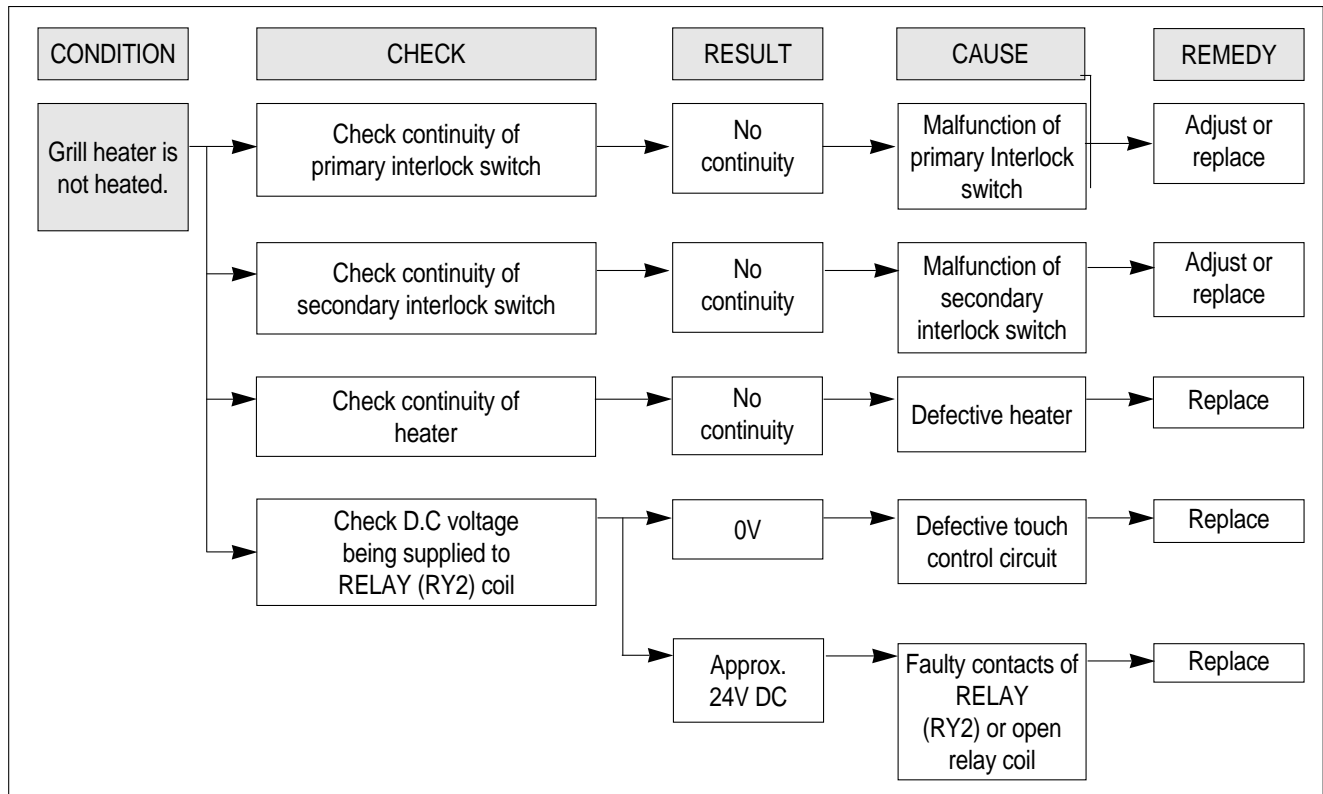 CONDITION
CHECK
RESULT
CAUSE
REMEDY
Grill heater is
not heated.
Check continuity of
primary interlock switch
No
continuity
Malfunction of
primary Interlock
switch
Adjust or
replace
Check continuity of
secondary interlock switch
No
continuity
Malfunction of
secondary
interlock switch
Adjust or
replace
Check continuity of
heater
No
continuity
Defective heater
Replace
Check D.C voltage
being supplied to
RELAY (RY2) coil
0V
Defective touch
control circuit
Replace
Approx.
24V DC
Faulty contacts of
RELAY
(RY2) or open
relay coil
Replace